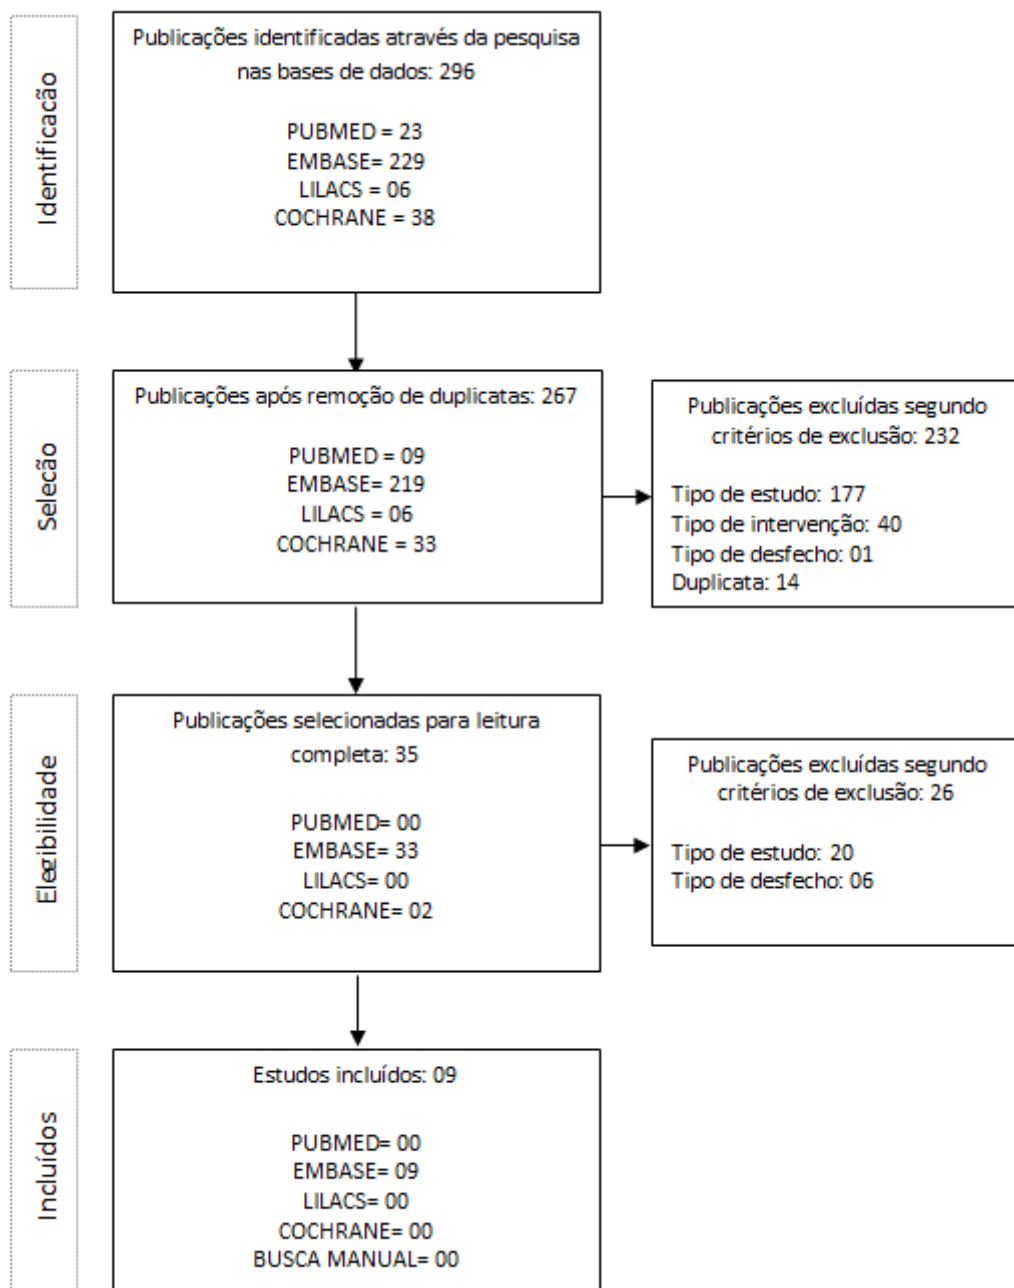 Identificação
Publicações identificadas através da pesquisa
nas bases de dados: 296
PUBMED = 23
EMBASE= 229
LILACS = 06
COCHRANE = 38
Seleção
Publicações após remoção de duplicatas: 267
PUBMED = 09
EMBASE= 219
LILACS = 06
COCHRANE = 33
Publicações excluídas segundo
critérios de exclusão: 232
Tipo de estudo: 177
Tipo de intervenção: 40
Tipo de desfecho: 01
Duplicata: 14
Elegibilidade
Publicações selecionadas para leitura
completa: 35
PUBMED= 00
EMBASE= 33
LILACS= 00
COCHRANE= 02
Publicações excluídas segundo
critérios de exclusão: 26
Tipo de estudo: 20
Tipo de desfecho: 06
Incluídos
Estudos incluídos: 09
PUBMED= 00
EMBASE= 09
LILACS= 00
COCHRANE= 00
BUSCA MANUAL= 00